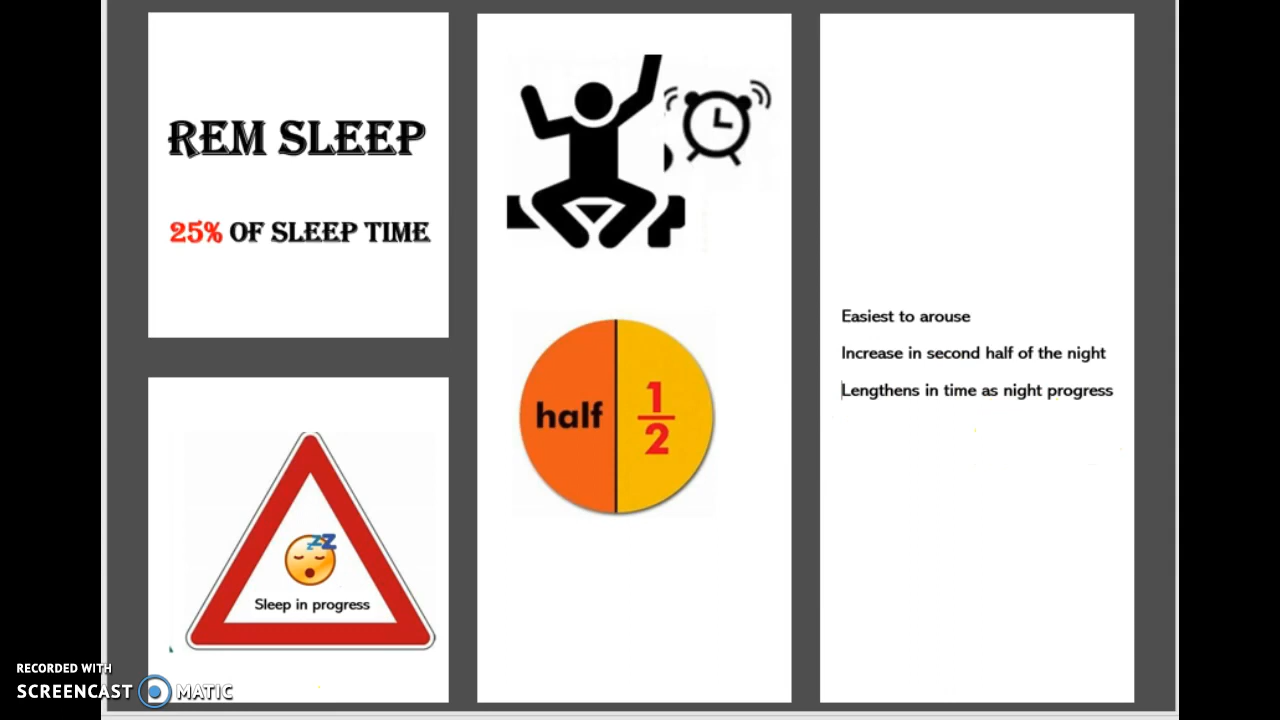 REM SLEEP
25% OF SLEEP TIME
Sleep in progress
half
1
2
Easiest to arouse
Increase in second half of the night
Lengthens in time as night progress
RECORDED WITH
SCREENCAST MATIC